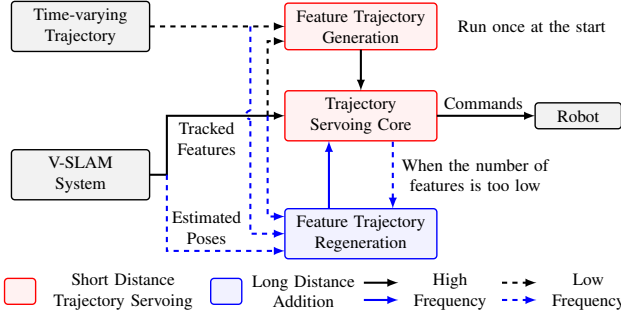 Time-varying
Trajectory
Feature Trajectory
Generation
Run once at the start
Trajectory
Servoing Core
Commands
Robot
Tracked
Features
V-SLAM
System
When the number of
features is too low
Estimated
Poses
Feature Trajectory
Regeneration
Short Distance
Trajectory Servoing
Long Distance
Addition
High
Frequency
Low
Frequency